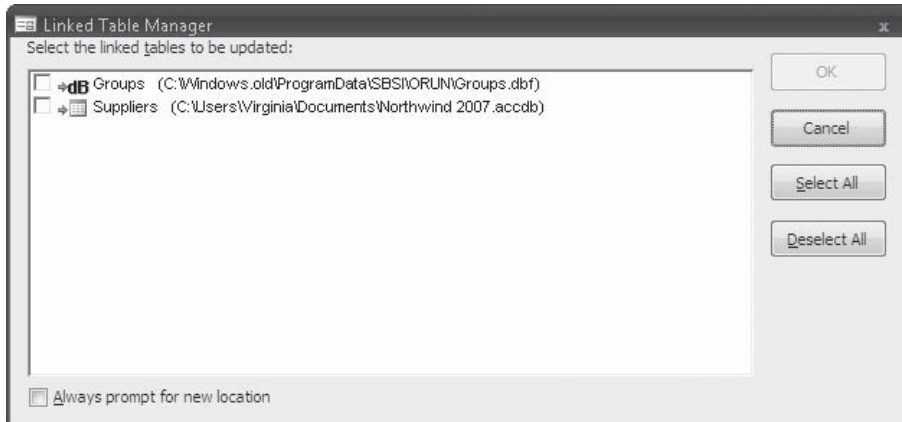 Linked Table Manager
x
Select the linked tables to be updated:
dB Groups (C:\Windows.old\ProgramData\SBSI\ORUN\Groups.dbf)
Suppliers (C:\Users\Virginia\Documents\Northwind 2007.accdb)
OK
Cancel
Select All
Deselect All
Always prompt for new location